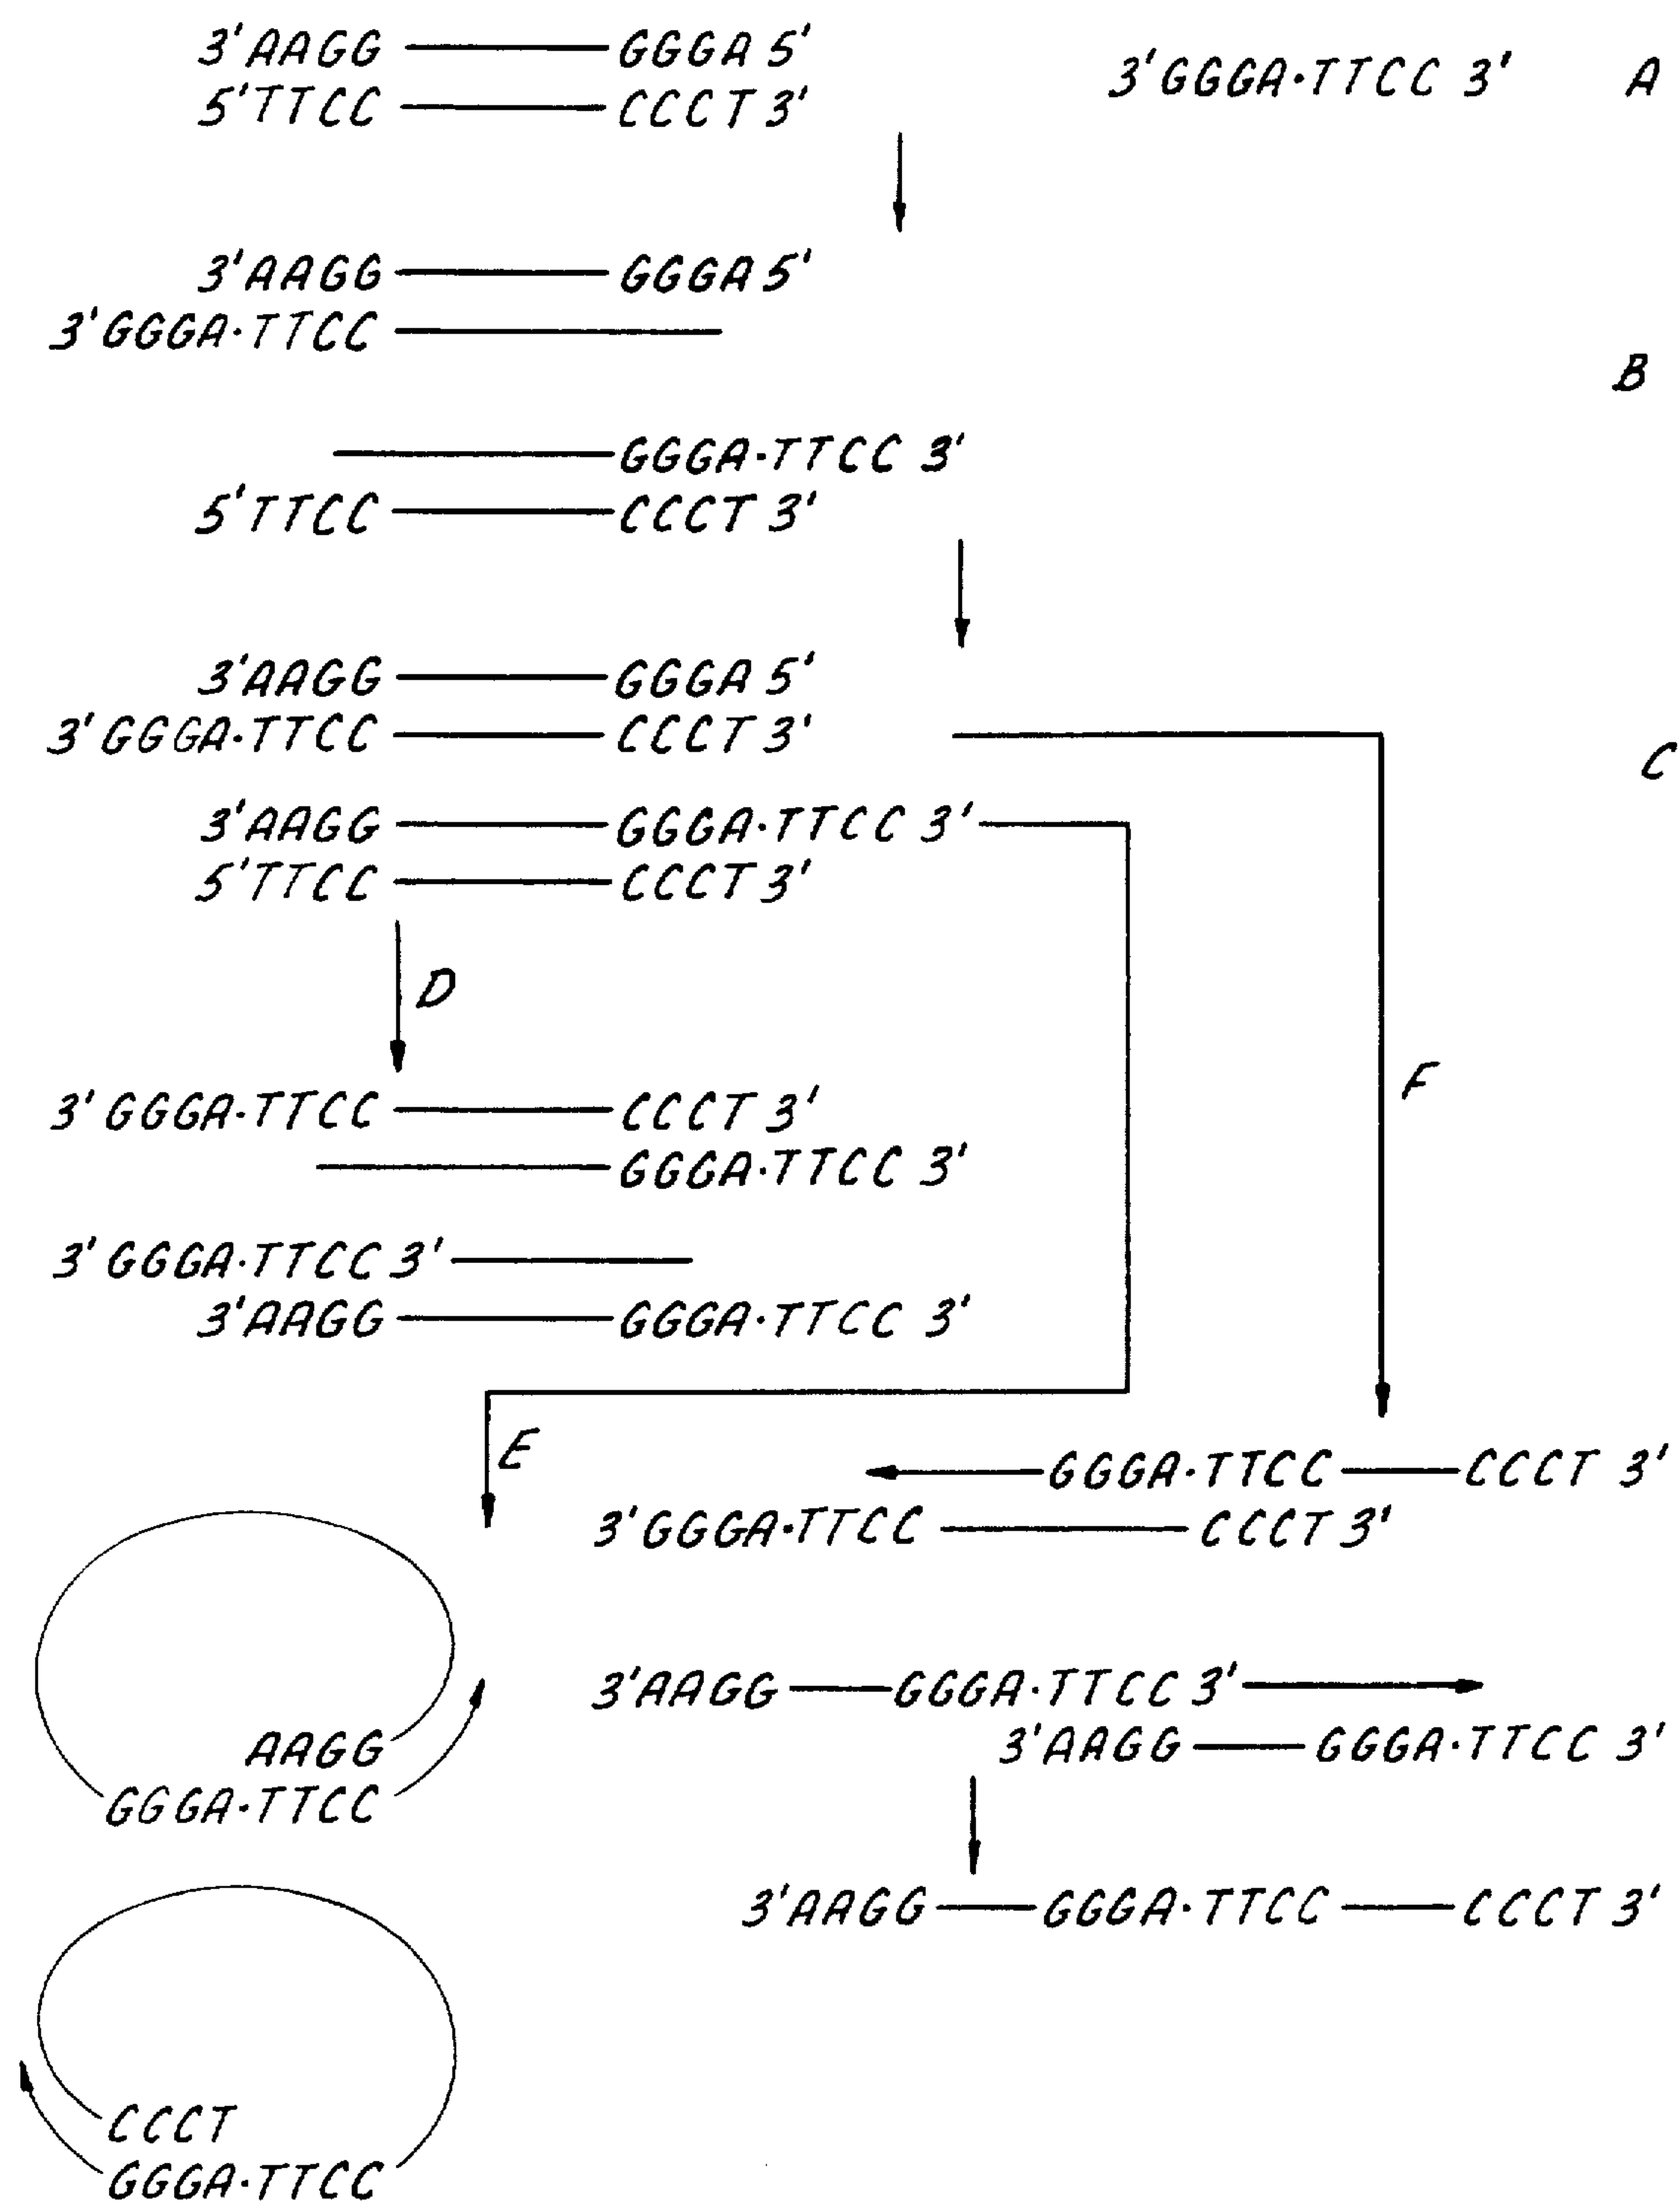 3'AAGG GGGA 5' 3'GGGA·TTCC 3' A
5'TTCC CCCT 3'
3'AAGG GGGA 5'
3'GGGA·TTCC
B
GGGA·TTCC 3'
5'TTCC CCCT 3'
3'AAGG GGGA 5'
3'GGGA·TTCC CCCT 3'
C
3'AAGG GGGA·TTCC 3'
5'TTCC CCCT 3'
D
F
3'GGGA·TTCC CCCT 3'
GGGA·TTCC 3'
3'GGGA·TTCC 3'
3'AAGG GGGA·TTCC 3'
E
GGGA·TTCC CCCT 3'
3'GGGA·TTCC CCCT 3'
3'AAGG GGGA·TTCC 3'
3'AAGG GGGA·TTCC 3'
AAGG
GGGA·TTCC
3'AAGG GGGA·TTCC CCCT 3'
CCCT
GGGA·TTCC